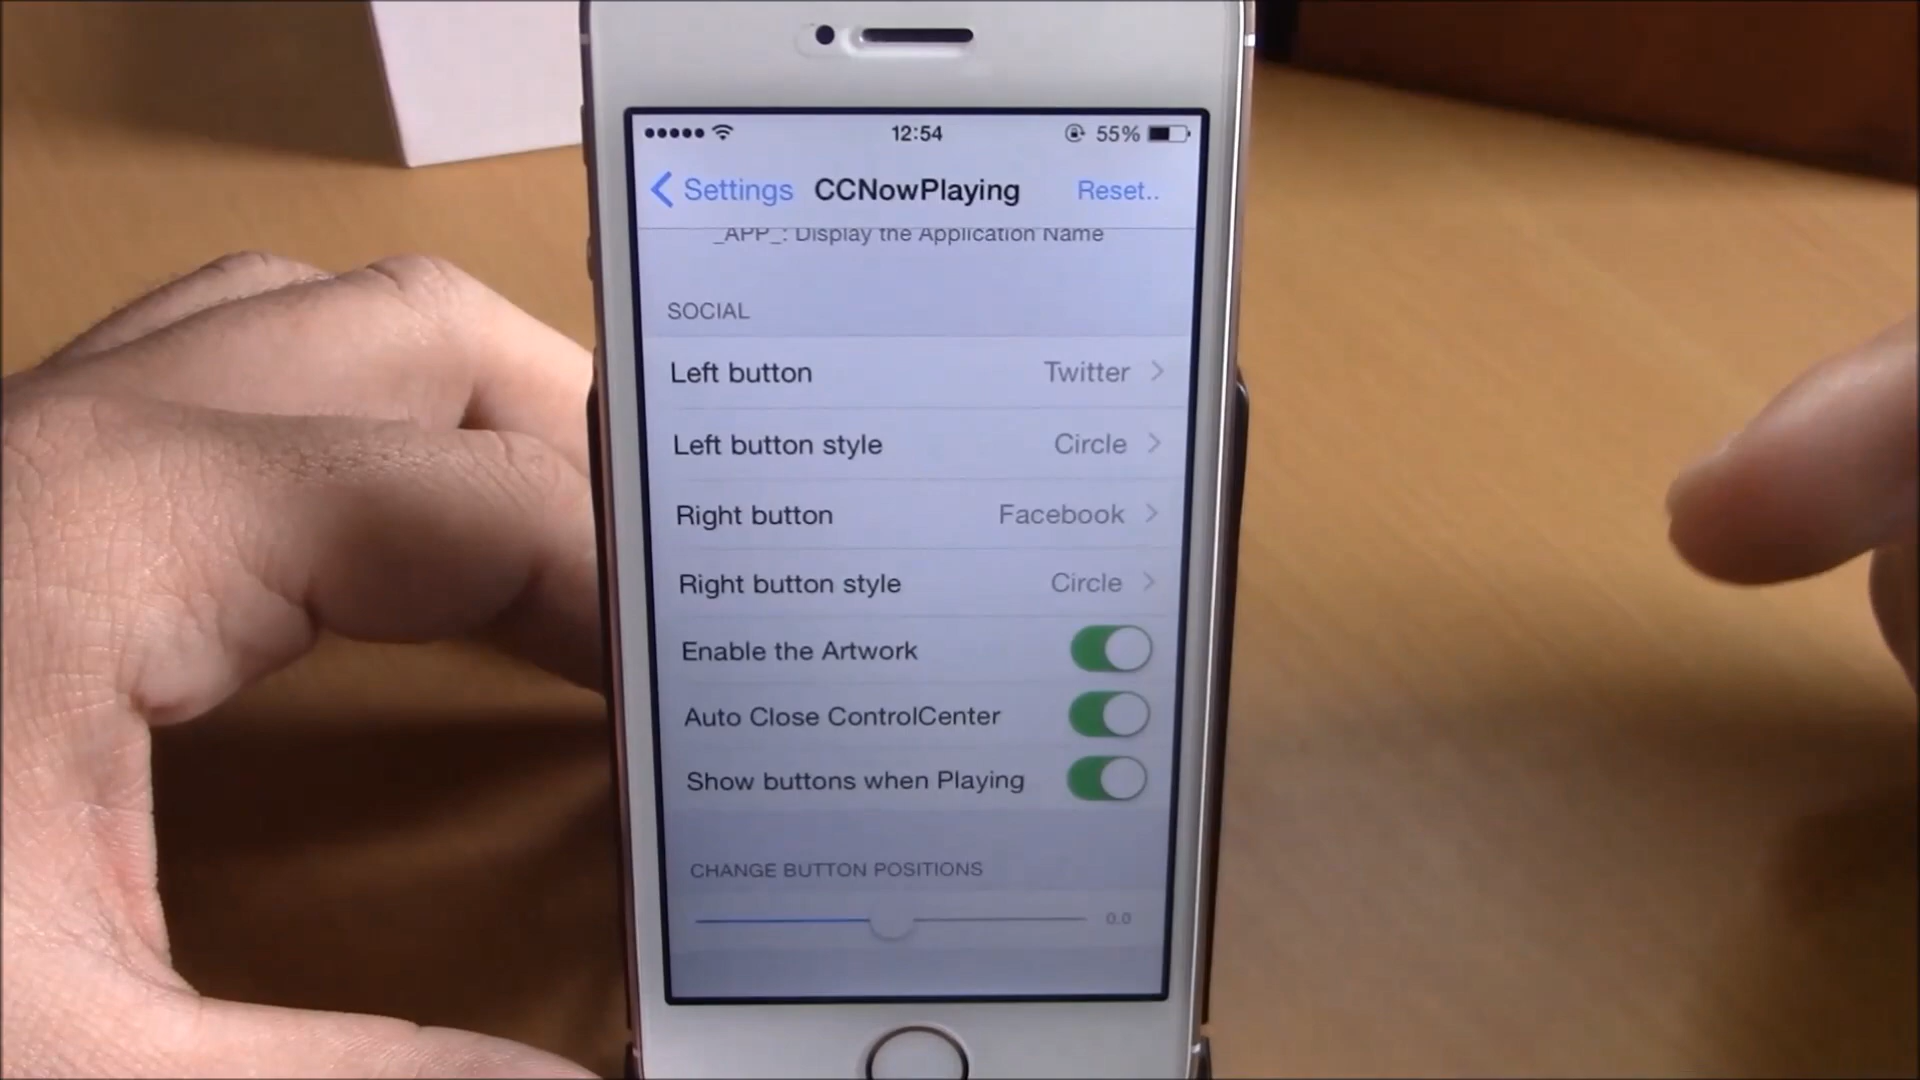 12:54
55%
Settings CCNowPlaying Reset..
_APP_: Display the Application Name
SOCIAL
Left button Twitter
Left button style Circle
Right button Facebook
Right button style Circle
Enable the Artwork
Auto Close ControlCenter
Show buttons when Playing
CHANGE BUTTON POSITIONS
0.0